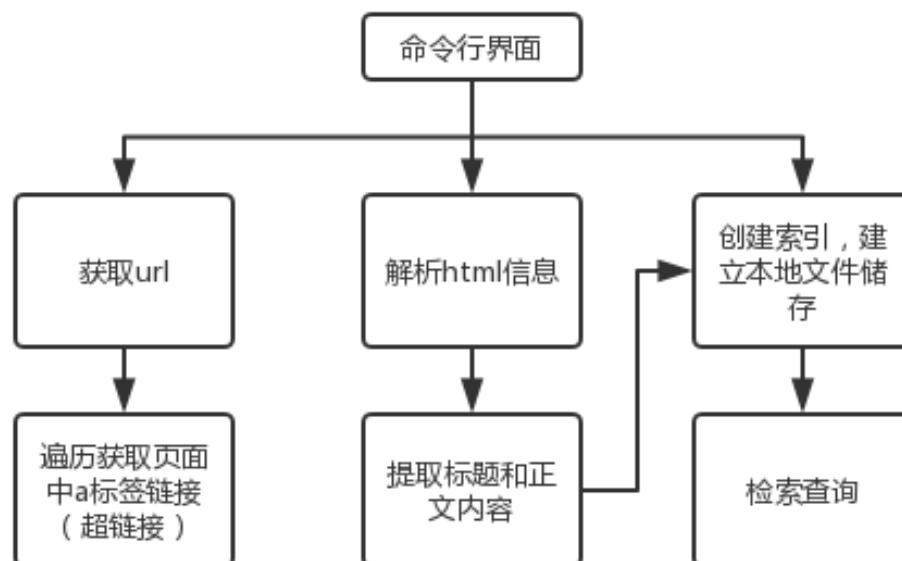 命令行界面
获取url
解析html信息
创建索引，建
立本地文件储
存
遍历获取页面
中a标签链接
（超链接）
提取标题和正
文内容
检索查询